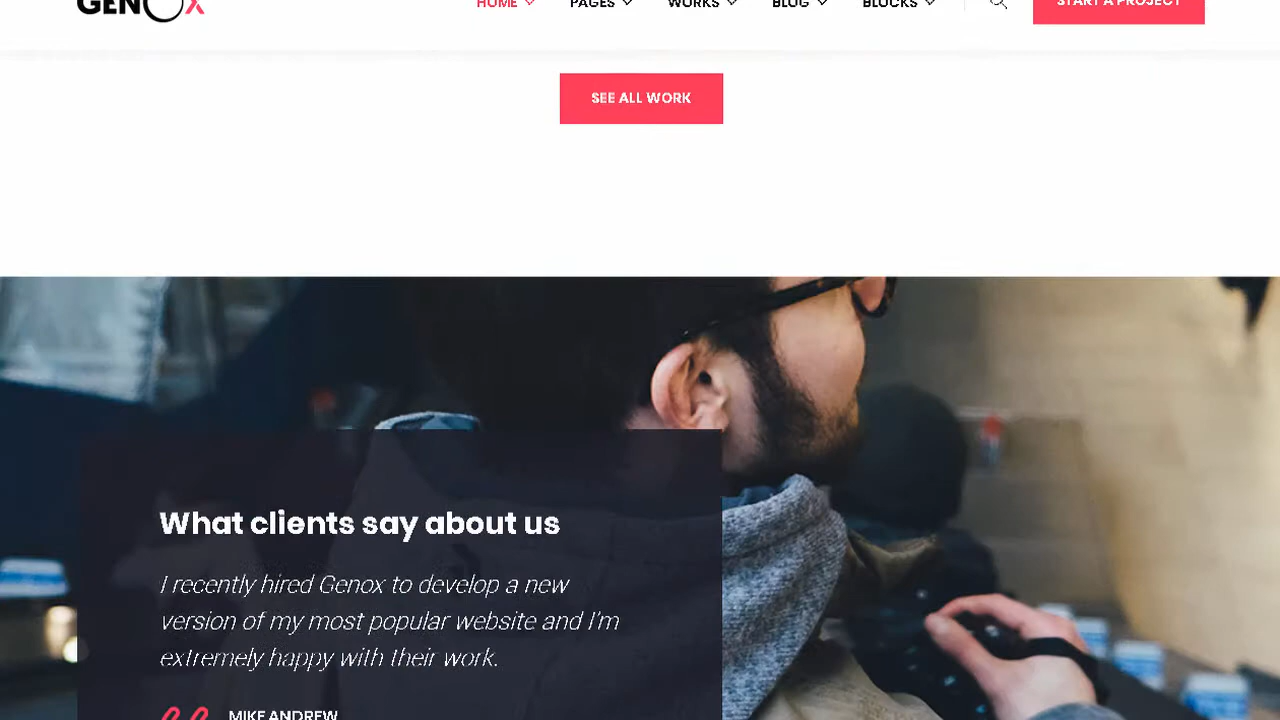 GENOX
HOME PAGES WORKS BLOG BLOCKS START A PROJECT
SEE ALL WORK
What clients say about us
I recently hired Genox to develop a new
version of my most popular website and I'm
extremely happy with their work.
MIKE ANDREW